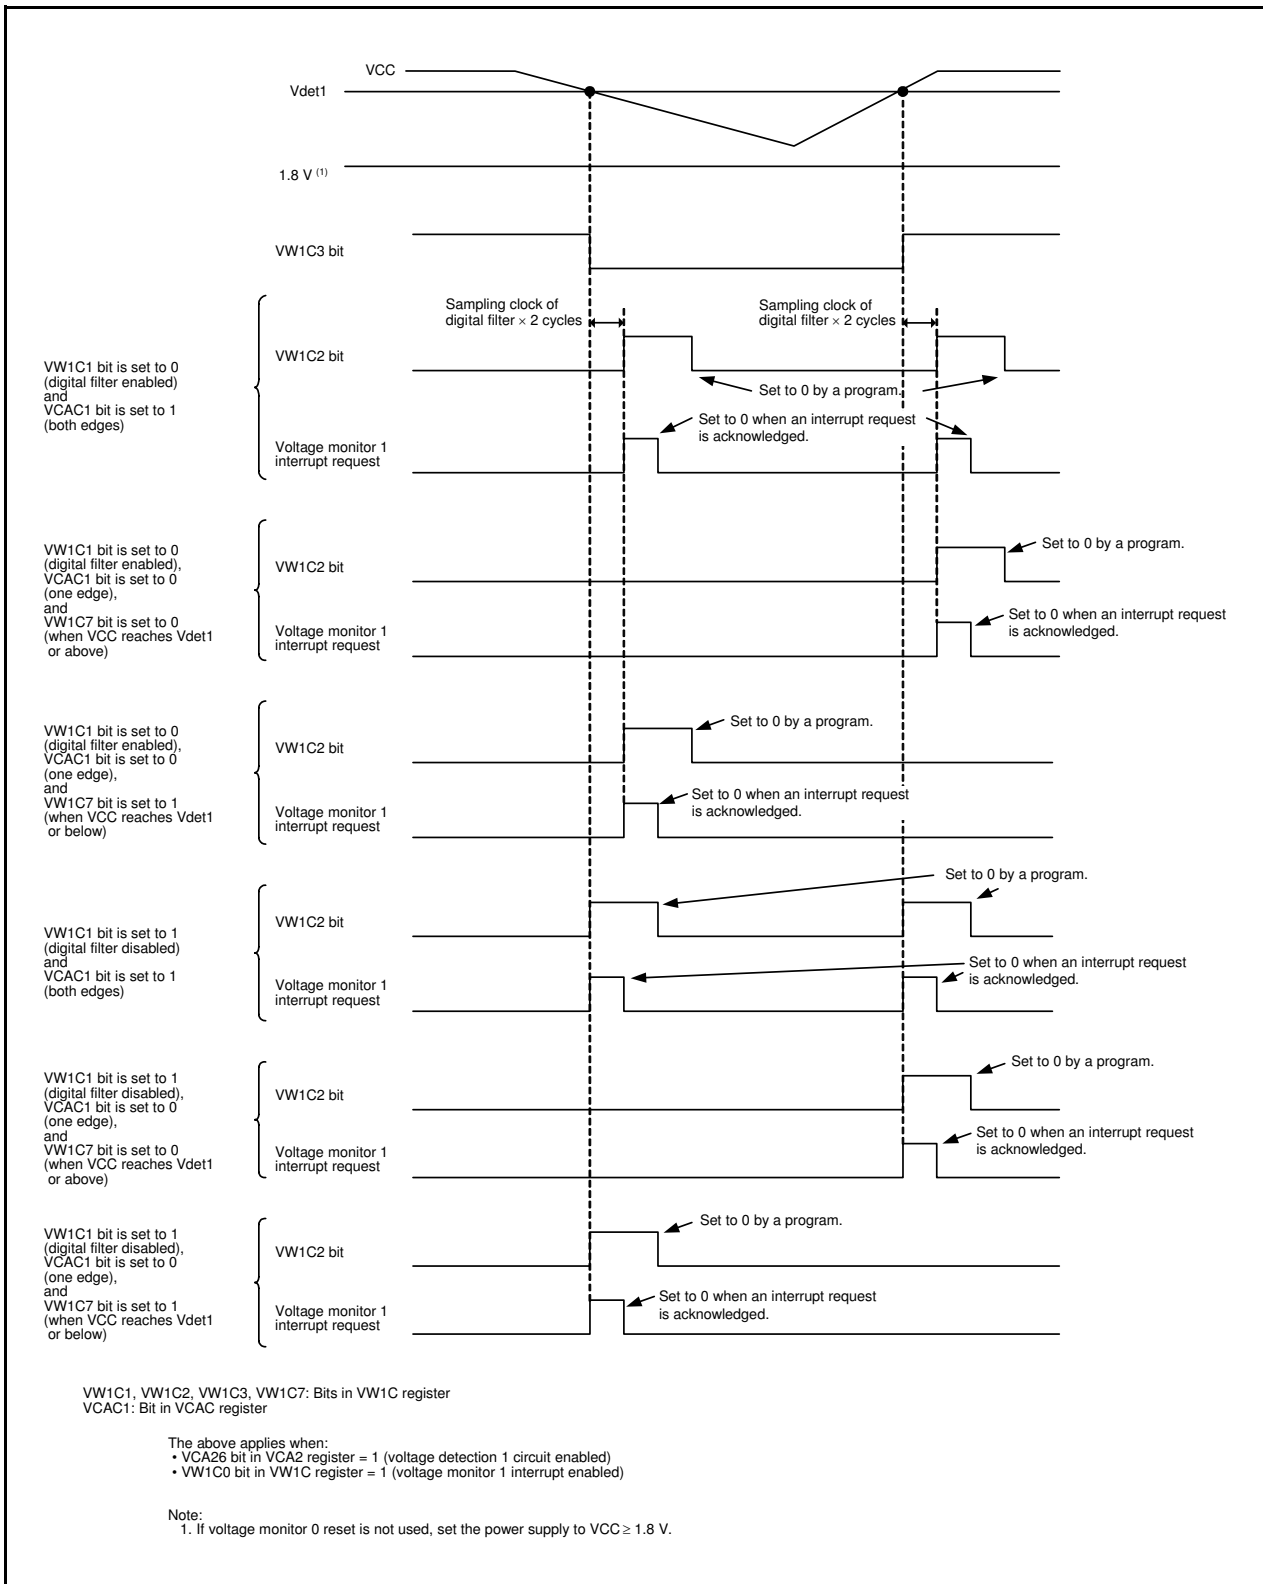 VCC
Vdet1
1.8 V (1)
VW1C3 bit
Sampling clock of
digital filter × 2 cycles
Sampling clock of
digital filter × 2 cycles
VW1C1 bit is set to 0
(digital filter enabled)
and
VCAC1 bit is set to 1
(both edges)
VW1C2 bit
Set to 0 by a program.
Set to 0 when an interrupt request
is acknowledged.
Voltage monitor 1
interrupt request
VW1C1 bit is set to 0
(digital filter enabled),
VCAC1 bit is set to 0
(one edge),
and
VW1C7 bit is set to 0
(when VCC reaches Vdet1
or above)
VW1C2 bit
Set to 0 by a program.
Voltage monitor 1
interrupt request
Set to 0 when an interrupt request
is acknowledged.
VW1C1 bit is set to 0
(digital filter enabled),
VCAC1 bit is set to 0
(one edge),
and
VW1C7 bit is set to 1
(when VCC reaches Vdet1
or below)
VW1C2 bit
Set to 0 by a program.
Voltage monitor 1
interrupt request
Set to 0 when an interrupt request
is acknowledged.
VW1C1 bit is set to 1
(digital filter disabled)
and
VCAC1 bit is set to 1
(both edges)
VW1C2 bit
Set to 0 by a program.
Voltage monitor 1
interrupt request
Set to 0 when an interrupt request
is acknowledged.
VW1C1 bit is set to 1
(digital filter disabled),
VCAC1 bit is set to 0
(one edge),
and
VW1C7 bit is set to 0
(when VCC reaches Vdet1
or above)
VW1C2 bit
Set to 0 by a program.
Voltage monitor 1
interrupt request
Set to 0 when an interrupt request
is acknowledged.
VW1C1 bit is set to 1
(digital filter disabled),
VCAC1 bit is set to 0
(one edge),
and
VW1C7 bit is set to 1
(when VCC reaches Vdet1
or below)
VW1C2 bit
Set to 0 by a program.
Voltage monitor 1
interrupt request
Set to 0 when an interrupt request
is acknowledged.
VW1C1, VW1C2, VW1C3, VW1C7: Bits in VW1C register
VCAC1: Bit in VCAC register
The above applies when:
• VCA26 bit in VCA2 register = 1 (voltage detection 1 circuit enabled)
• VW1C0 bit in VW1C register = 1 (voltage monitor 1 interrupt enabled)
Note:
1. If voltage monitor 0 reset is not used, set the power supply to VCC ≥ 1.8 V.